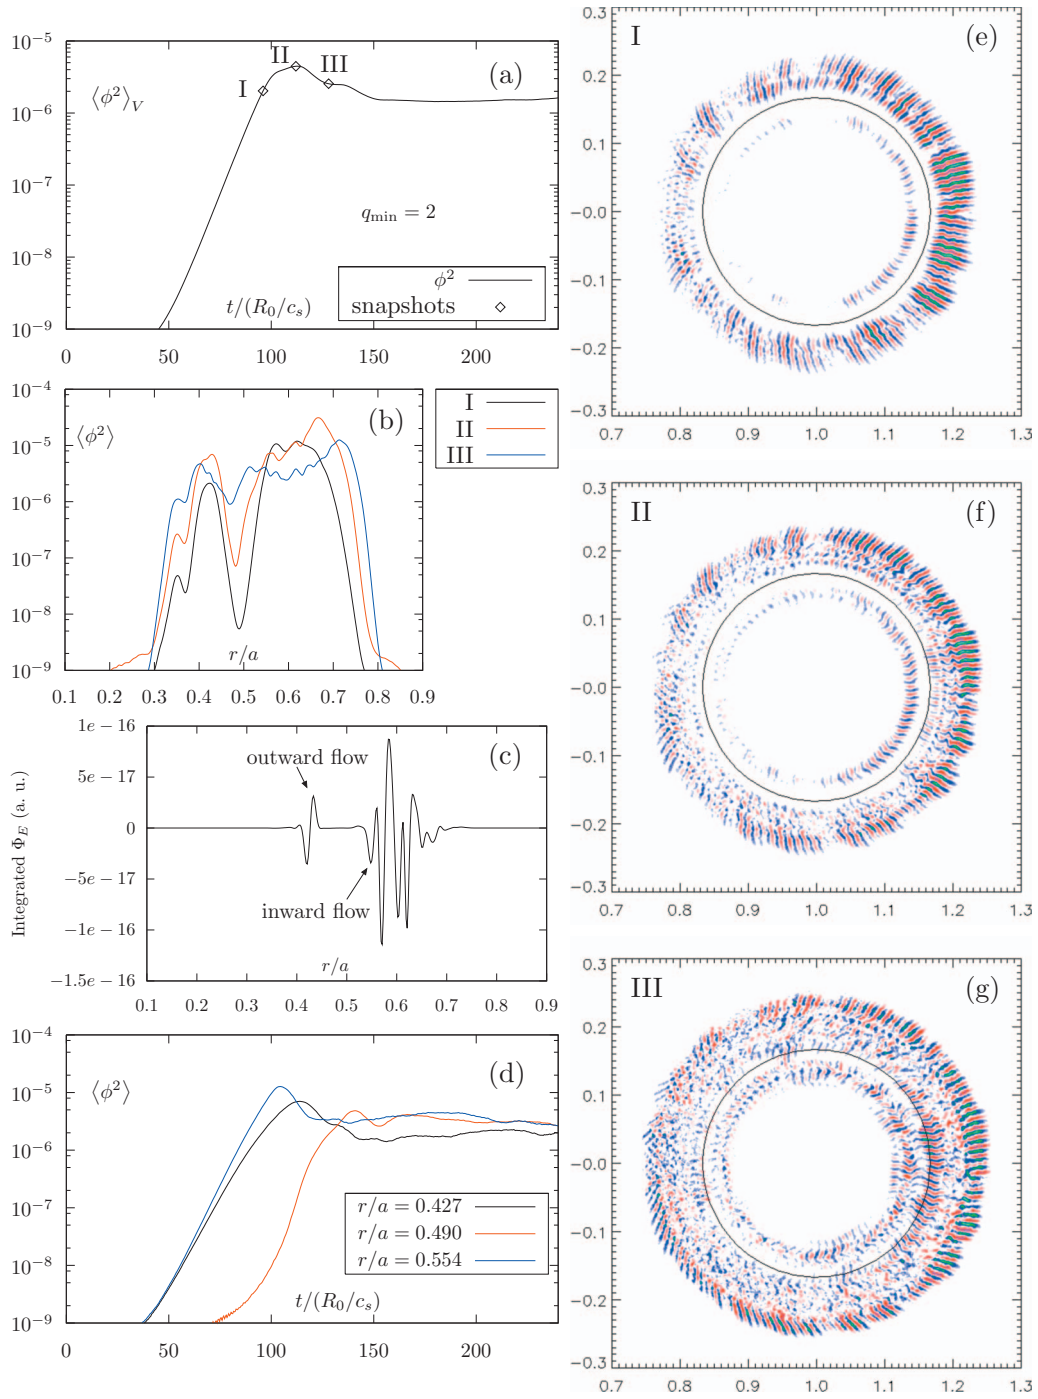 (a)
⟨ϕ²⟩_V
I
II
III
q_min = 2
ϕ²
snapshots
t/(R₀/c_s)
10⁻⁵
10⁻⁶
10⁻⁷
10⁻⁸
10⁻⁹
0 50 100 150 200
(b)
⟨ϕ²⟩
I
II
III
10⁻⁴
10⁻⁵
10⁻⁶
10⁻⁷
10⁻⁸
10⁻⁹
r/a
0.1 0.2 0.3 0.4 0.5 0.6 0.7 0.8 0.9
(c)
Integrated Φ_E (a. u.)
outward flow
inward flow
1e − 16
5e − 17
0
−5e − 17
−1e − 16
−1.5e − 16
r/a
0.1 0.2 0.3 0.4 0.5 0.6 0.7 0.8 0.9
(d)
⟨ϕ²⟩
10⁻⁴
10⁻⁵
10⁻⁶
10⁻⁷
10⁻⁸
10⁻⁹
r/a = 0.427
r/a = 0.490
r/a = 0.554
t/(R₀/c_s)
0 50 100 150 200
I (e)
0.3
0.2
0.1
−0.0
−0.1
−0.2
−0.3
0.7 0.8 0.9 1.0 1.1 1.2 1.3
II (f)
0.3
0.2
0.1
−0.0
−0.1
−0.2
−0.3
0.7 0.8 0.9 1.0 1.1 1.2 1.3
III (g)
0.3
0.2
0.1
−0.0
−0.1
−0.2
−0.3
0.7 0.8 0.9 1.0 1.1 1.2 1.3